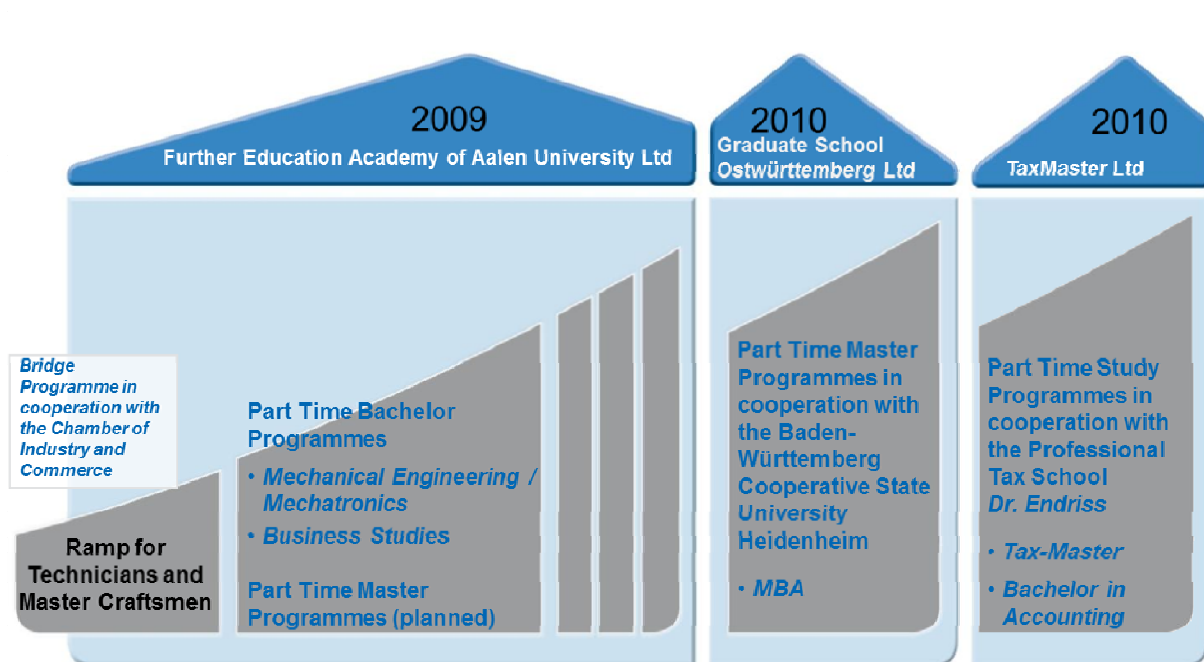 2009
Further Education Academy of Aalen University Ltd
2010
Graduate School
Ostwürttemberg Ltd
2010
TaxMaster Ltd
Bridge
Programme in
cooperation with
the Chamber of
Industry and
Commerce
Ramp for
Technicians and
Master Craftsmen
Part Time Bachelor
Programmes
• Mechanical Engineering /
Mechatronics
• Business Studies
Part Time Master
Programmes (planned)
Part Time Master
Programmes in
cooperation with
the Baden-
Württemberg
Cooperative State
University
Heidenheim
• MBA
Part Time Study
Programmes in
cooperation with
the Professional
Tax School
Dr. Endriss
• Tax-Master
• Bachelor in
Accounting